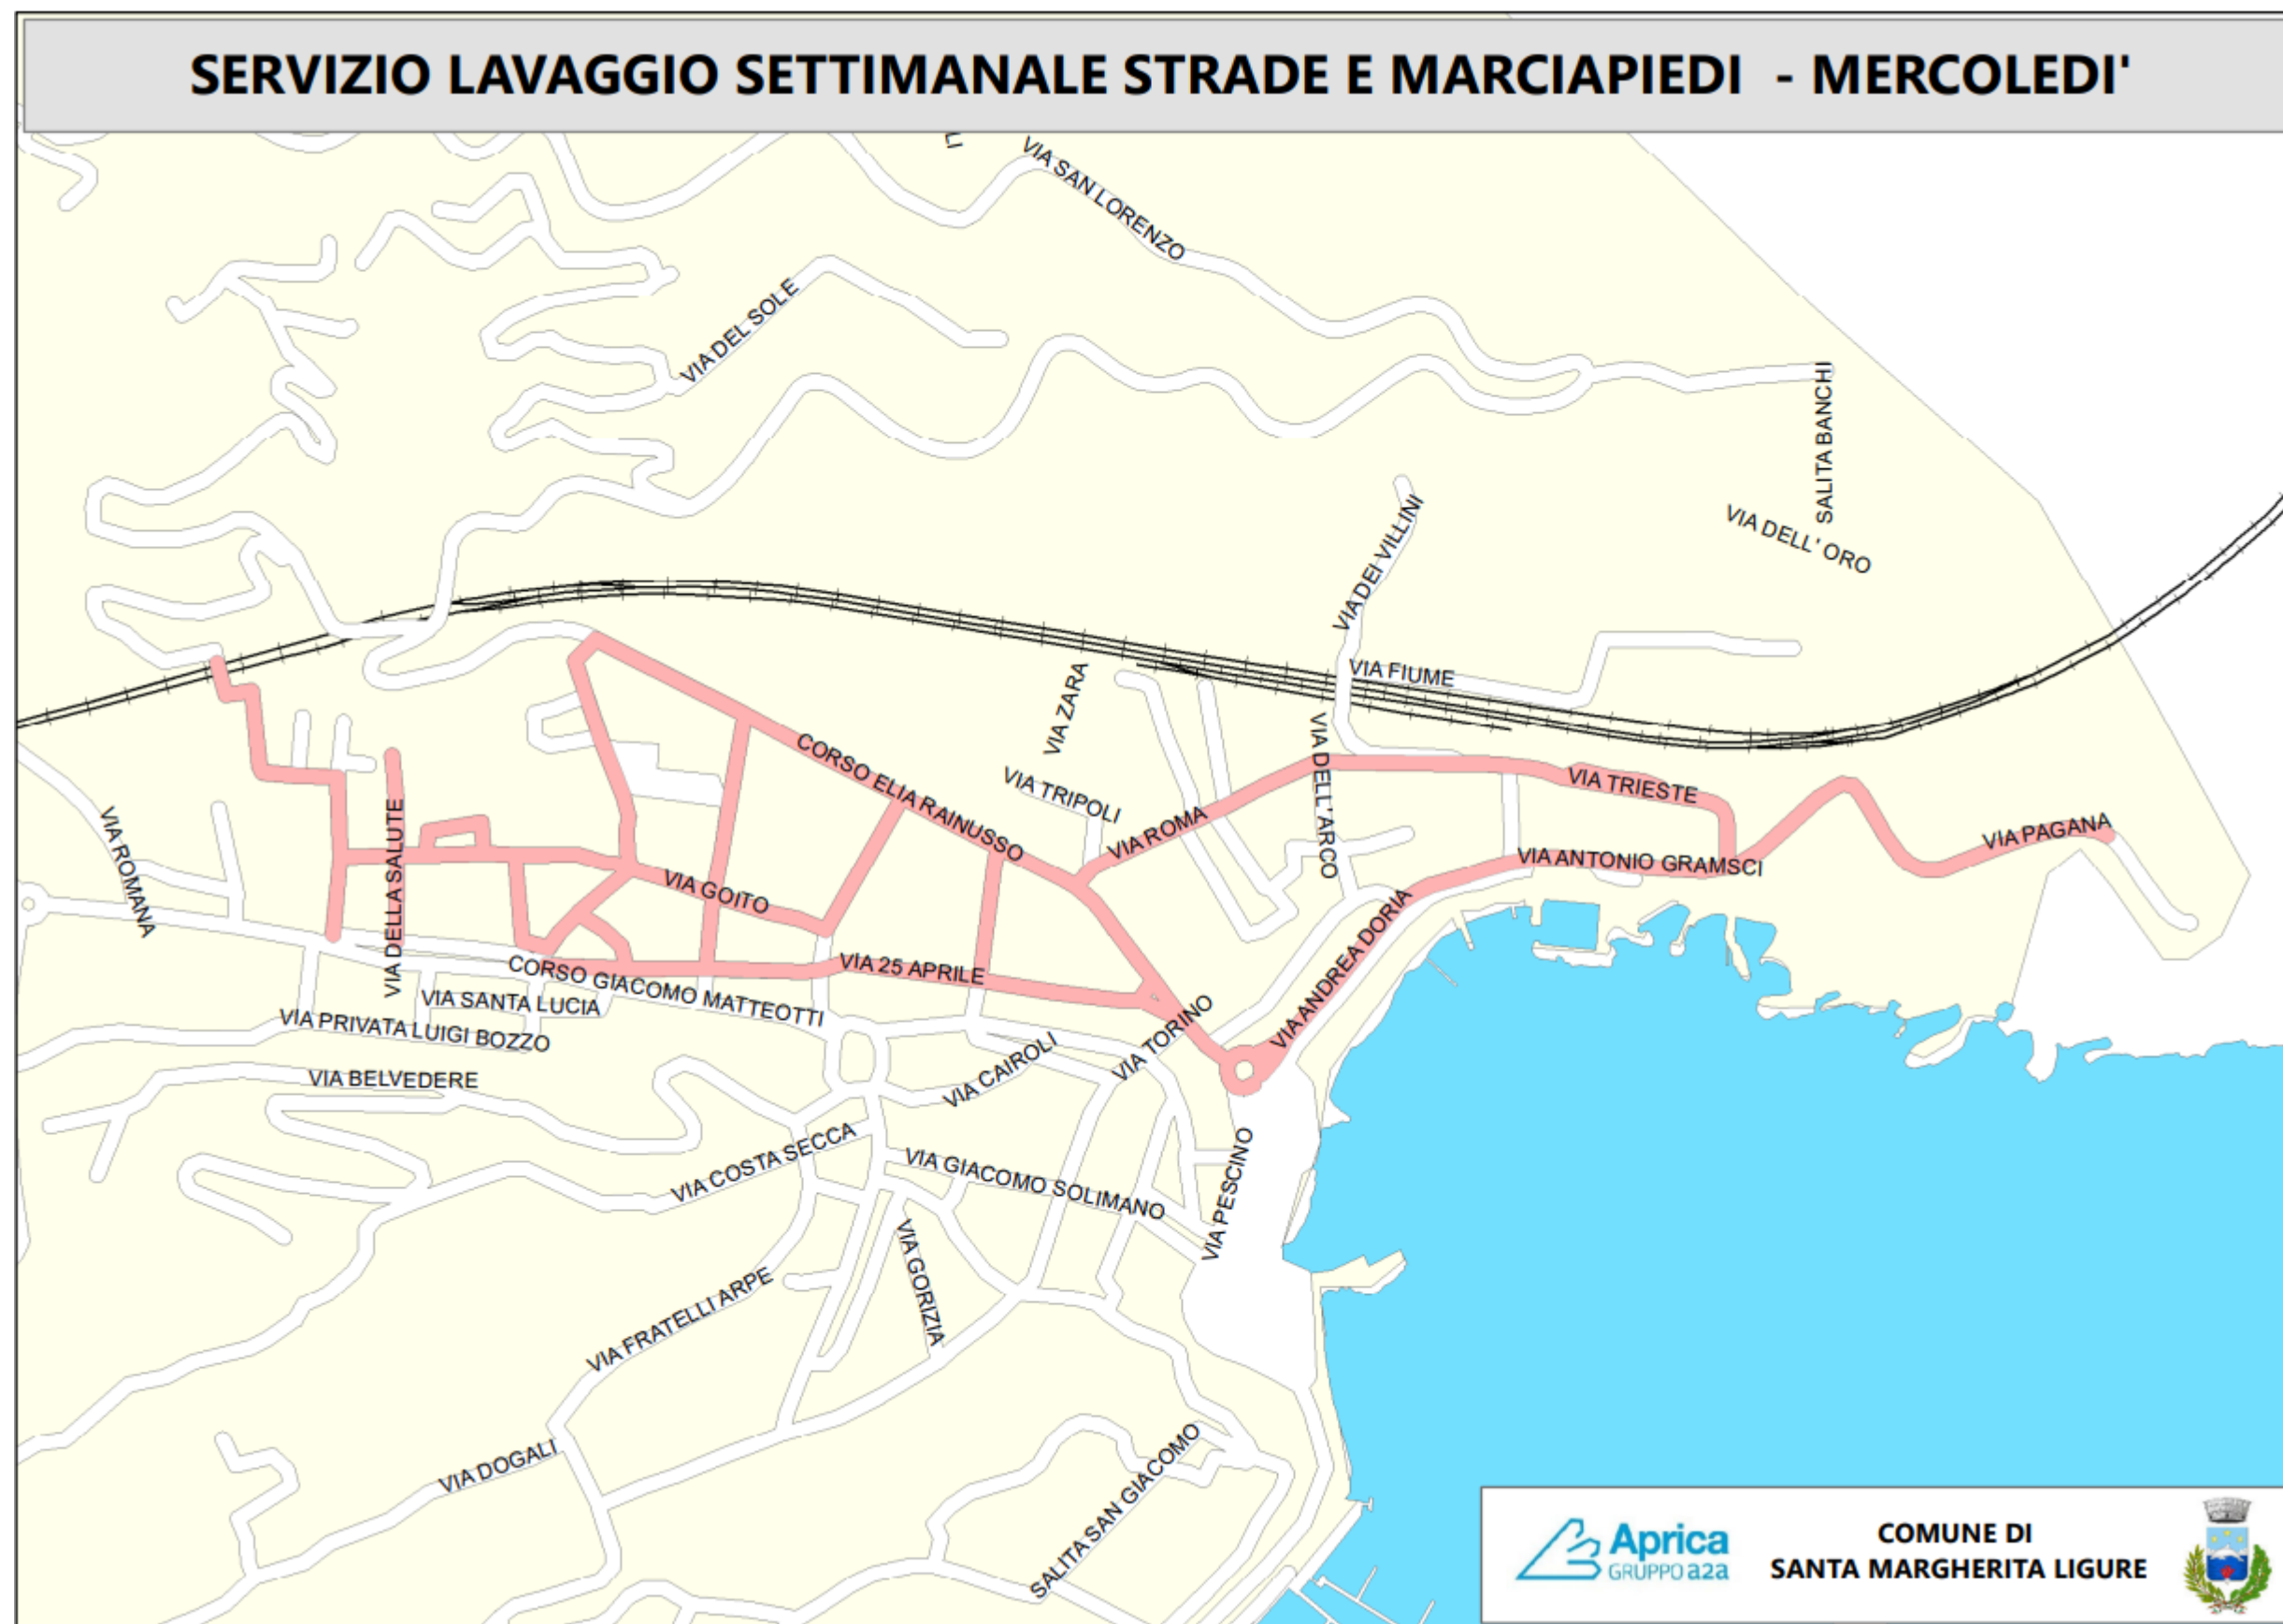 SERVIZIO LAVAGGIO SETTIMANALE STRADE E MARCIAPIEDI - MERCOLEDI'
LI
VIA SAN LORENZO
VIA DEL SOLE
SALITA BANCHI
VIA DELL' ORO
VIA DEI VILLINI
VIA FIUME
VIA ZARA
VIA DELL'ARCO
CORSO ELIA RAINUSSO
VIA TRIPOLI
VIA TRIESTE
VIA ROMA
VIA PAGANA
VIA ROMANA
VIA DELLA SALUTE
VIA ANTONIO GRAMSCI
VIA GOITO
VIA ANDREA DORIA
VIA 25 APRILE
CORSO GIACOMO MATTEOTTI
VIA SANTA LUCIA
VIA PRIVATA LUIGI BOZZO
VIA TORINO
VIA CAIROLI
VIA BELVEDERE
VIA COSTA SECCA
VIA GIACOMO SOLIMANO
VIA PESCINO
VIA GORIZIA
VIA FRATELLI ARPE
VIA DOGALI
SALITA SAN GIACOMO
Aprica
GRUPPO a2a
COMUNE DI
SANTA MARGHERITA LIGURE